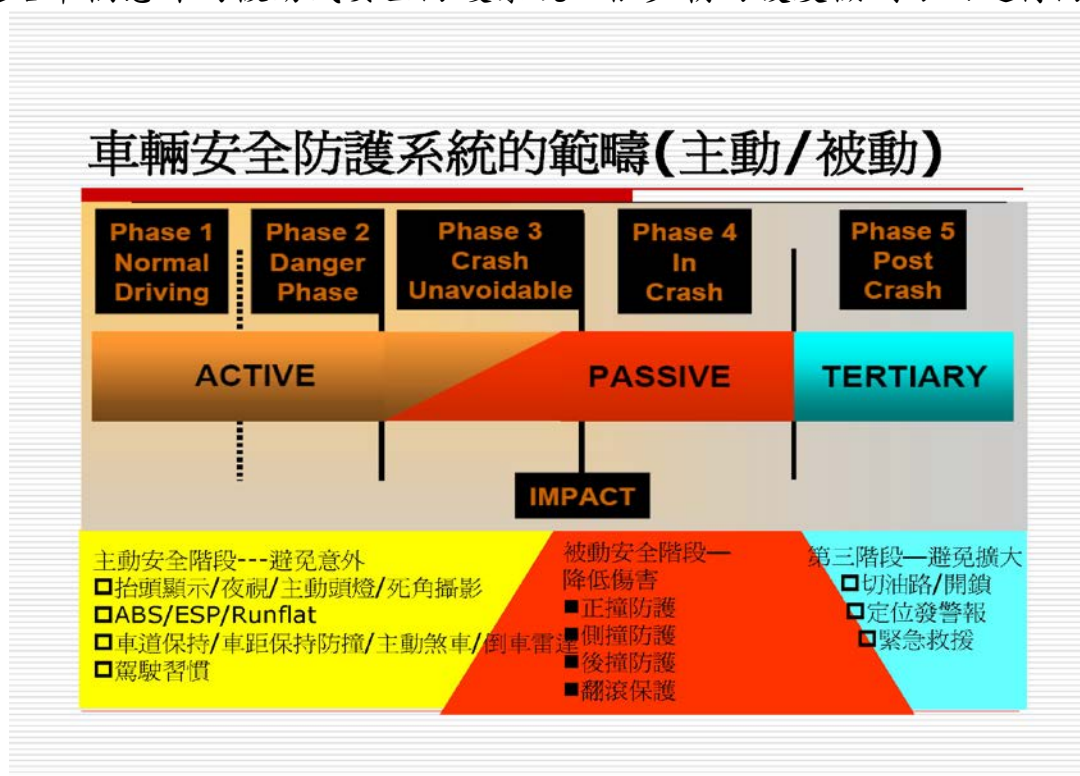 車輛安全防護系統的範疇(主動/被動)
Phase 1
Normal
Driving
Phase 2
Danger
Phase
Phase 3
Crash
Unavoidable
Phase 4
In
Crash
Phase 5
Post
Crash
ACTIVE
PASSIVE
TERTIARY
IMPACT
主動安全階段---避免意外
抬頭顯示/夜視/主動頭燈/死角攝影
ABS/ESP/Runflat
車道保持/車距保持防撞/主動煞車/倒車雷達
駕駛習慣
被動安全階段—
降低傷害
正撞防護
側撞防護
後撞防護
翻滾保護
第三階段—避免擴大
切油路/開鎖
定位發警報
緊急救援